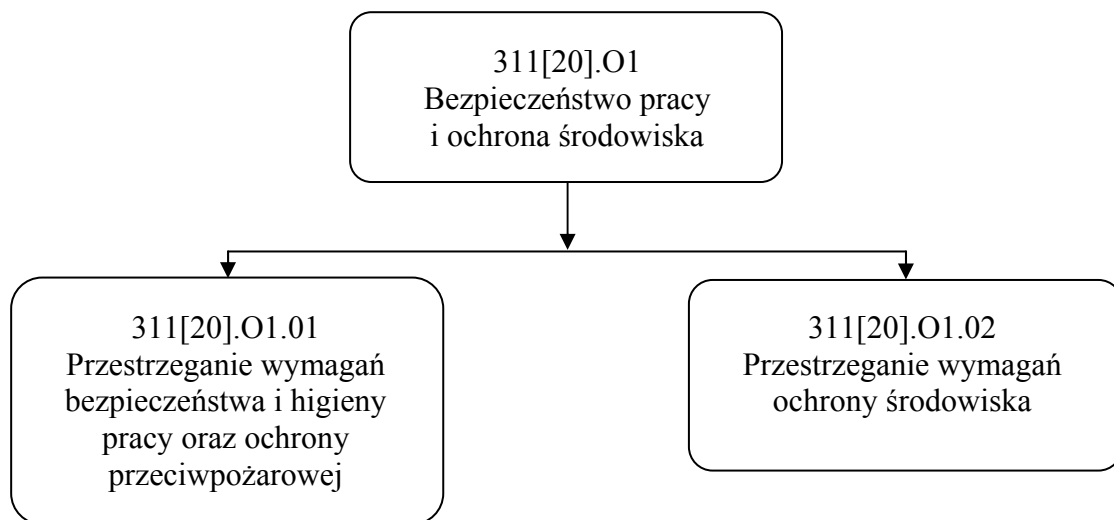 311[20].O1
Bezpieczeństwo pracy
i ochrona środowiska
311[20].O1.01
Przestrzeganie wymagań
bezpieczeństwa i higieny
pracy oraz ochrony
przeciwpożarowej
311[20].O1.02
Przestrzeganie wymagań
ochrony środowiska